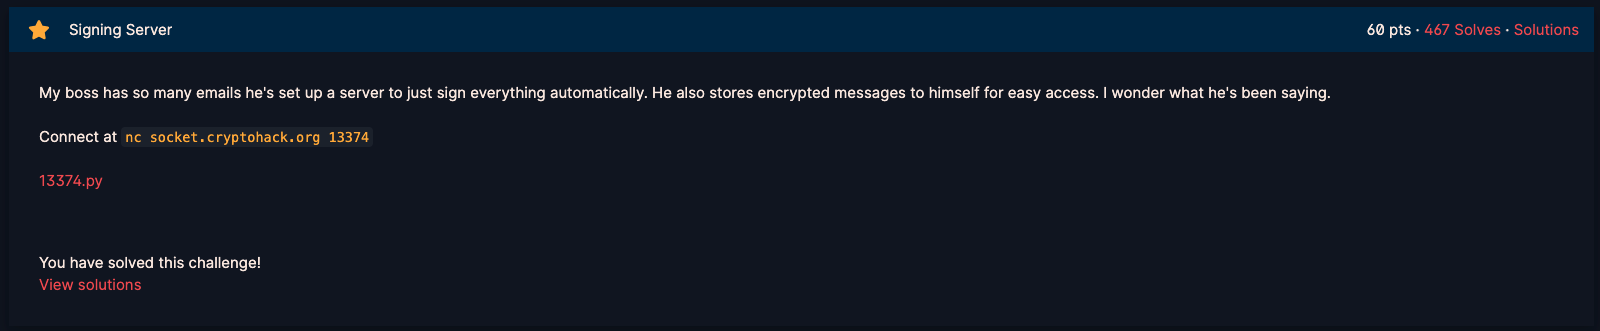 Signing Server 60 pts · 467 Solves · Solutions
My boss has so many emails he's set up a server to just sign everything automatically. He also stores encrypted messages to himself for easy access. I wonder what he's been saying.
Connect at nc socket.cryptohack.org 13374
13374.py
You have solved this challenge!
View solutions